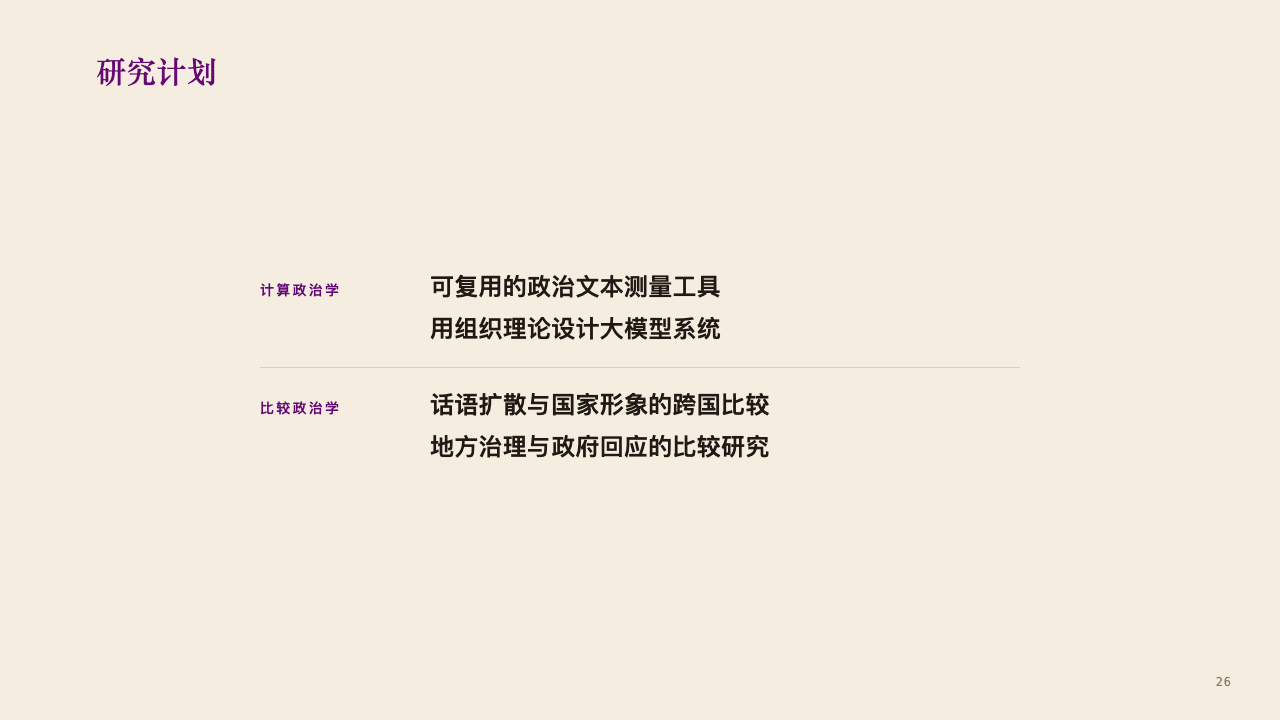 研究计划
计算政治学
可复用的政治文本测量工具
用组织理论设计大模型系统
比较政治学
话语扩散与国家形象的跨国比较
地方治理与政府回应的比较研究
26